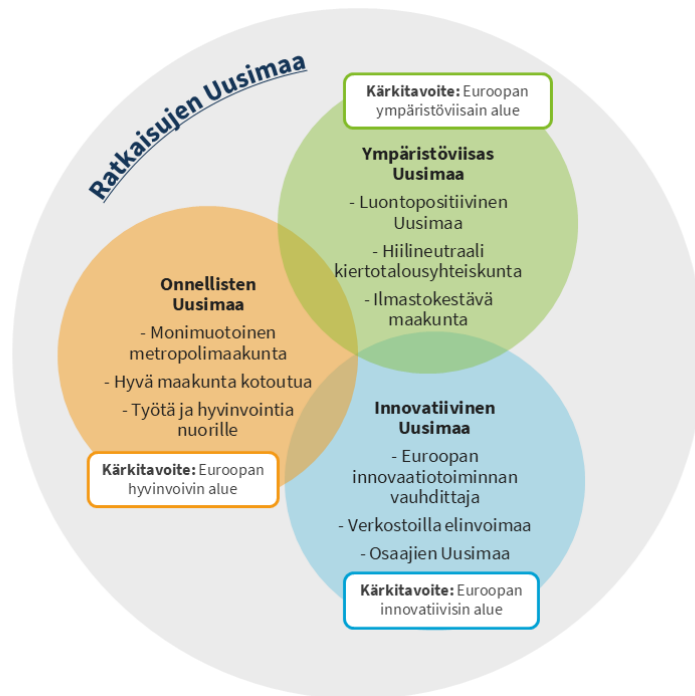 Ratkaisujen Uusimaa
Kärkitavoite: Euroopan
ympäristöviisain alue
Ympäristöviisas
Uusimaa
- Luontopositiivinen
Uusimaa
- Hiilineutraali
kiertotalousyhteiskunta
- Ilmastokestävä
maakunta
Onnellisten
Uusimaa
- Monimuotoinen
metropolimaakunta
- Hyvä maakunta kotoutua
- Työtä ja hyvinvointia
nuorille
Kärkitavoite: Euroopan
hyvinvoivin alue
Innovatiivinen
Uusimaa
- Euroopan
innovaatiotoiminnan
vauhdittaja
- Verkostoilla elinvoimaa
- Osaajien Uusimaa
Kärkitavoite: Euroopan
innovatiivisin alue